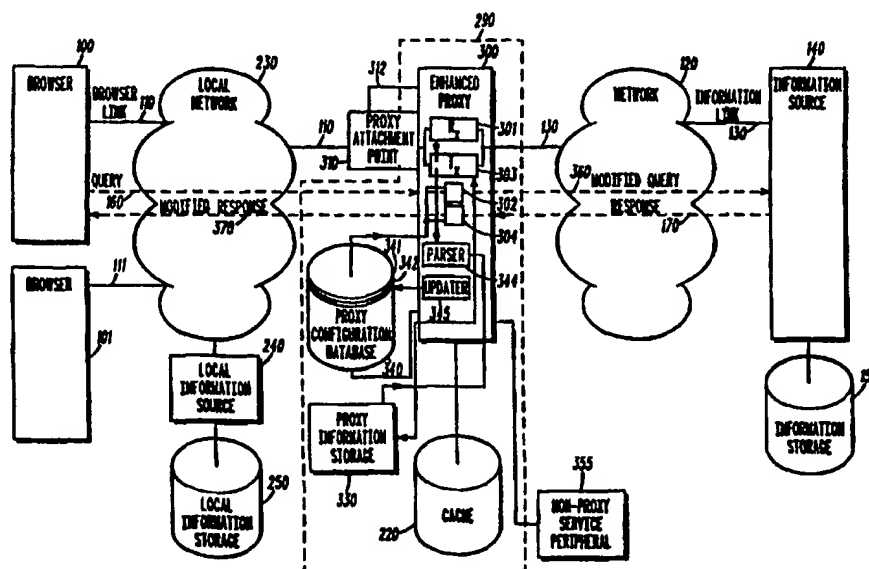 290
100
BROWSER
230
LOCAL
NETWORK
BROWSER
LINK
110
312
300
ENHANCED
PROXY
120
NETWORK
140
INFORMATION
SOURCE
INFORMATION
LINK
130
110
PROXY
ATTACHMENT
POINT
310
301
303
130
QUERY
160
MODIFIED RESPONSE
370
360
MODIFIED QUERY
RESPONSE
170
302
304
341
342
PARSER
344
UPDATER
345
BROWSER
111
101
PROXY
CONFIGRATION
DATABASE
340
240
LOCAL
INFORMATION
SOURCE
PROXY
INFORMATION
STORAGE
330
INFORMATION
STORAGE
250
LOCAL
INFORMATION
STORAGE
CACHE
220
355
NON-PROXY
SERVICE
PERIPHERAL